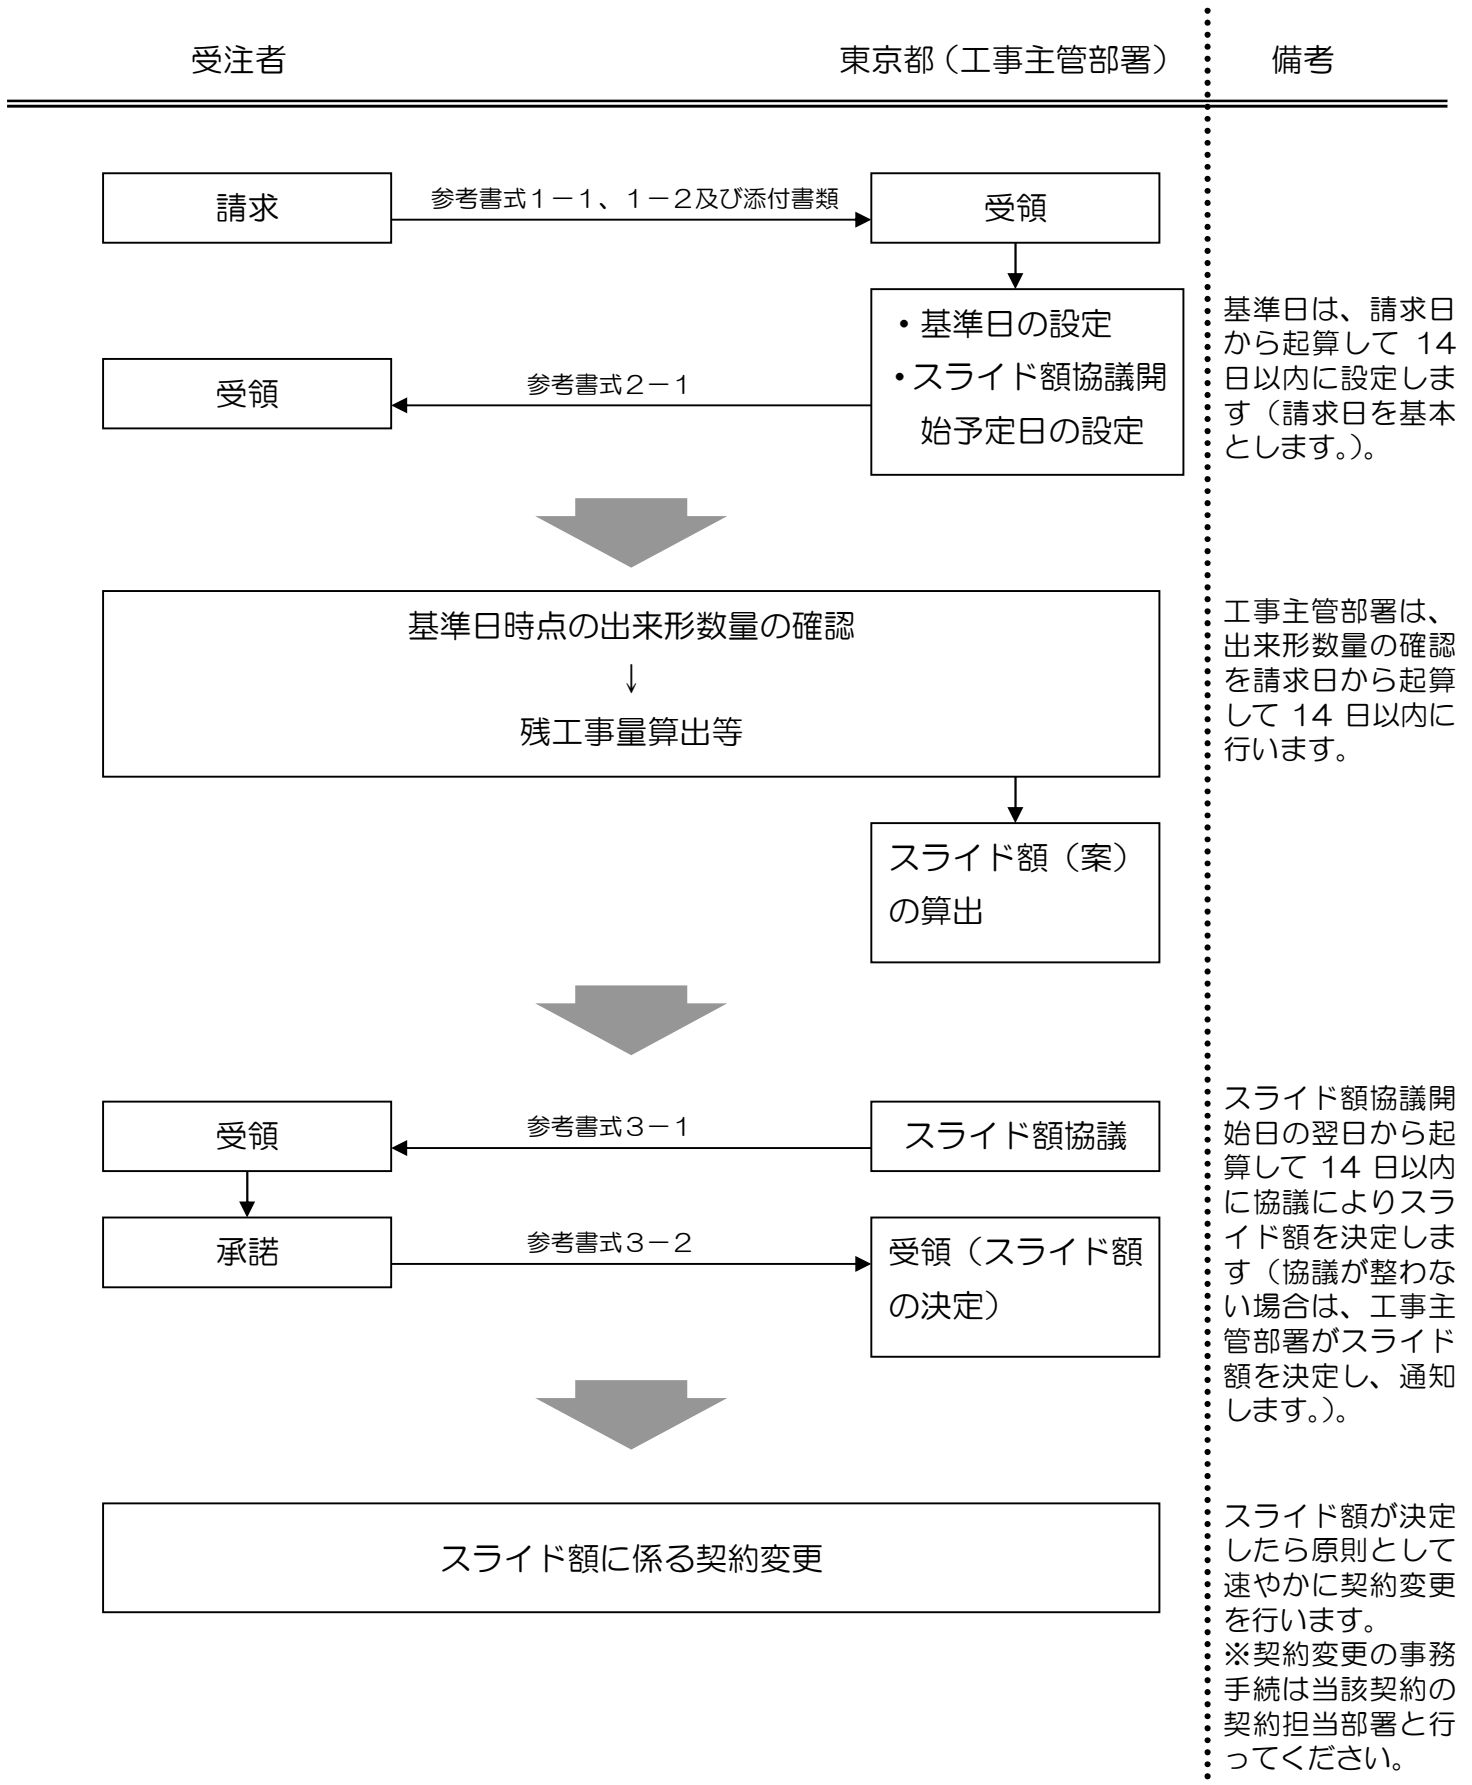 受注者
東京都（工事主管部署）
備考
請求
参考書式１－１、１－２及び添付書類
受領
・基準日の設定
・スライド額協議開
始予定日の設定
参考書式２－１
受領
基準日は、請求日
から起算して 14
日以内に設定しま
す（請求日を基本
とします。）。
基準日時点の出来形数量の確認
↓
残工事量算出等
工事主管部署は、
出来形数量の確認
を請求日から起算
して 14 日以内に
行います。
スライド額（案）
の算出
受領
参考書式３－１
スライド額協議
承諾
参考書式３－２
受領（スライド額
の決定）
スライド額協議開
始日の翌日から起
算して 14 日以内
に協議によりスラ
イド額を決定しま
す（協議が整わな
い場合は、工事主
管部署がスライド
額を決定し、通知
します。）。
スライド額に係る契約変更
スライド額が決定
したら原則として
速やかに契約変更
を行います。
※契約変更の事務
手続は当該契約の
契約担当部署と行
ってください。